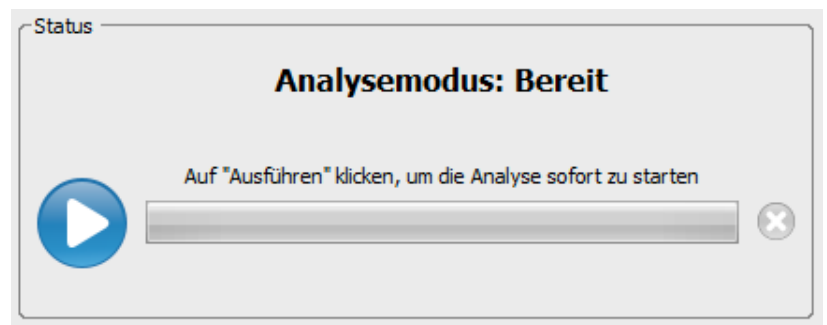 Status
Analysemodus: Bereit
Auf "Ausführen" klicken, um die Analyse sofort zu starten